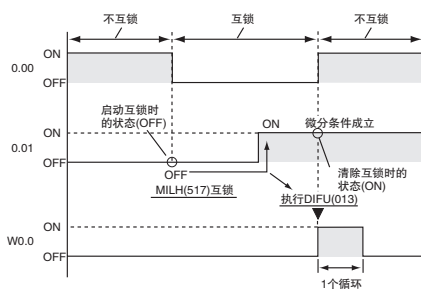 不互锁 互锁 不互锁
ON
0.00
OFF
启动互锁时
的状态(OFF)
ON 微分条件成立
ON
0.01
OFF
OFF
MILH(517)互锁
清除互锁时的
状态(ON)
执行DIFU(013)
ON
W0.0
OFF
1个循环